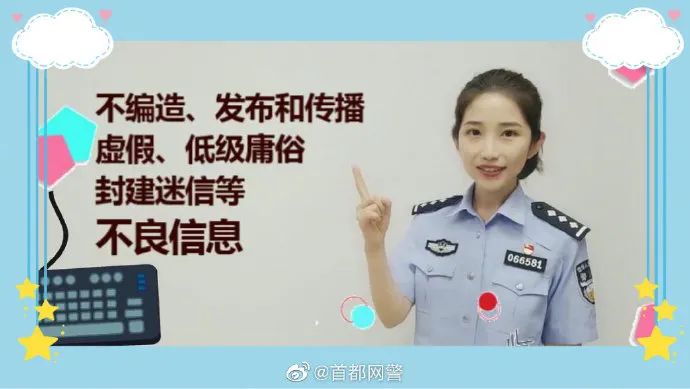 不编造、发布和传播
虚假、低级庸俗
封建迷信等
不良信息
066581
@首都网警